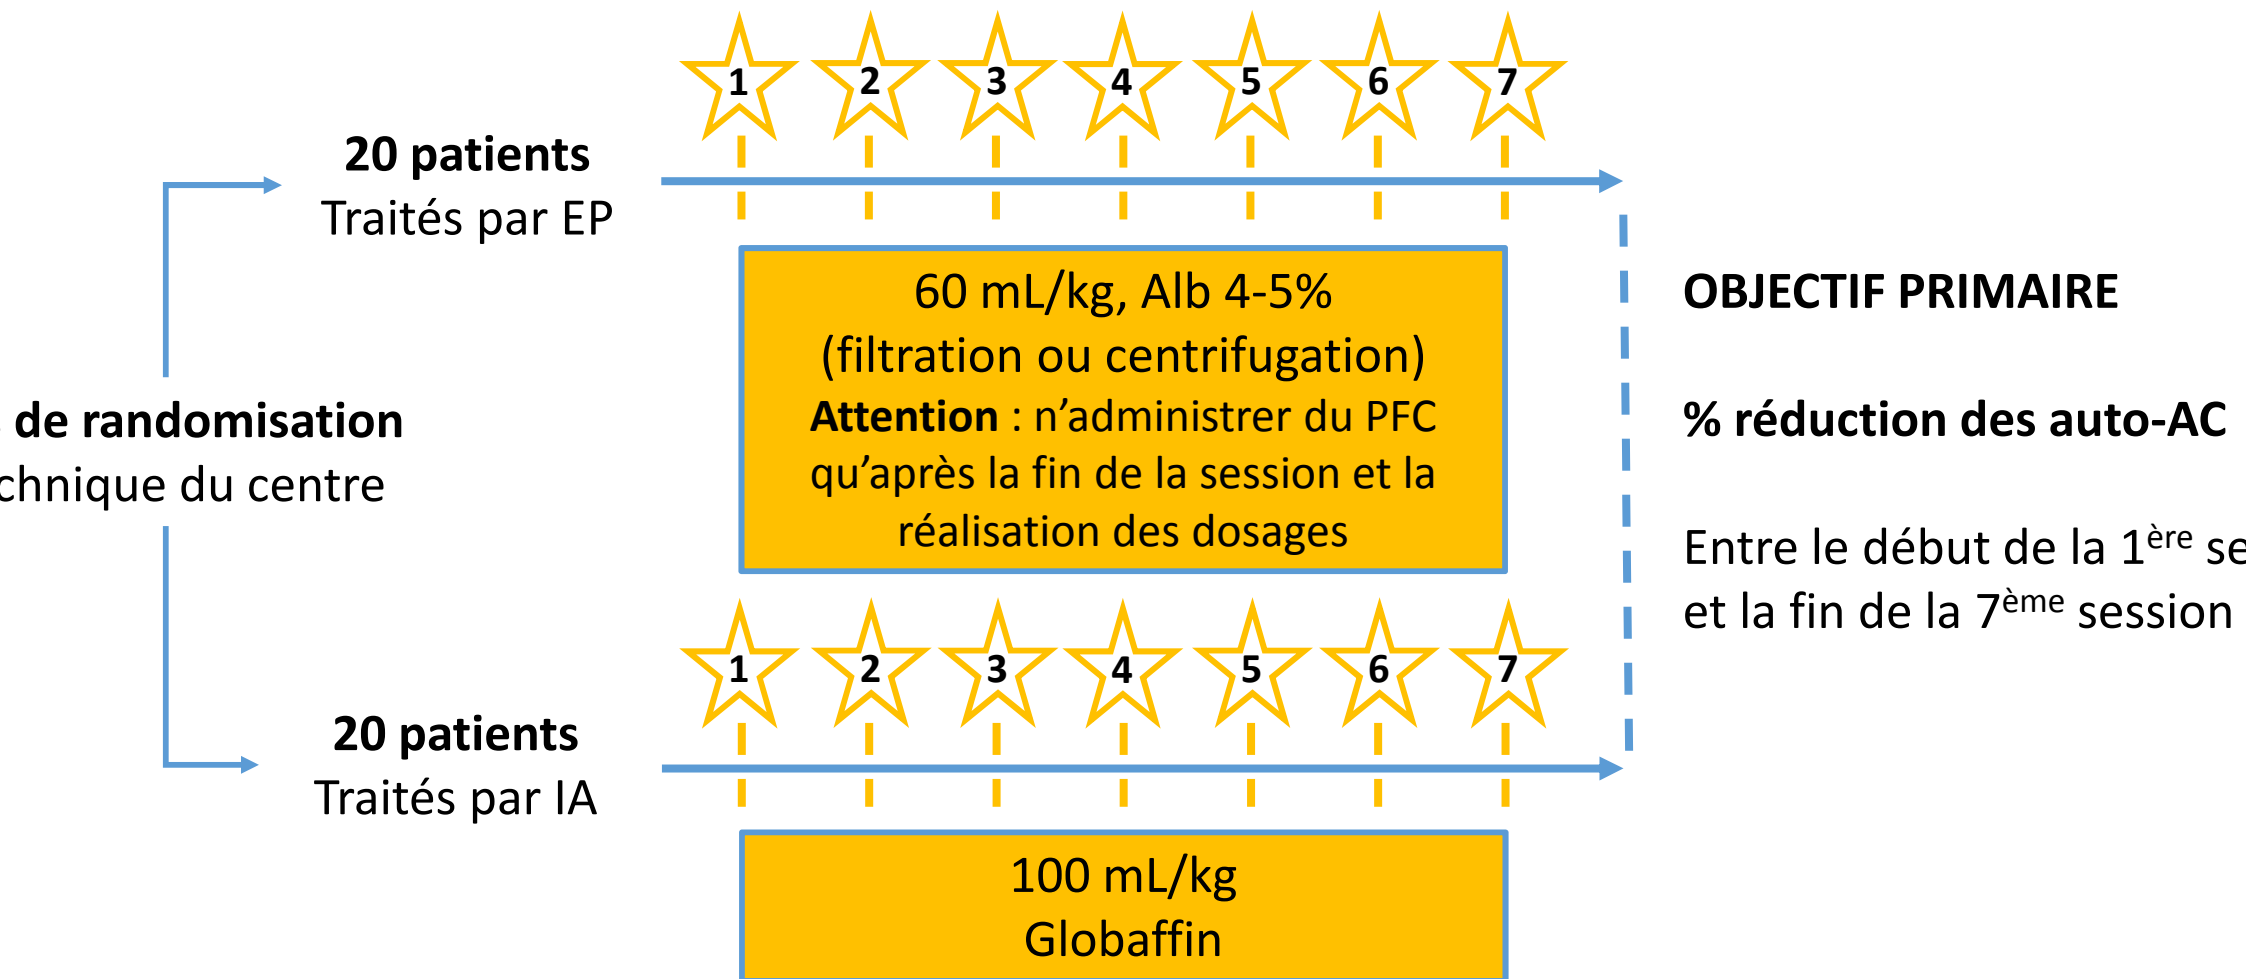 1 2 3 4 5 6 7
20 patients
Traités par EP
60 mL/kg, Alb 4-5%
(filtration ou centrifugation)
Attention : n’administrer du PFC
qu’après la fin de la session et la
réalisation des dosages
de randomisation
du centre
OBJECTIF PRIMAIRE
% réduction des auto-AC
Entre le début de la 1ère
et la fin de la 7ème session
1 2 3 4 5 6 7
20 patients
Traités par IA
100 mL/kg
Globaffin